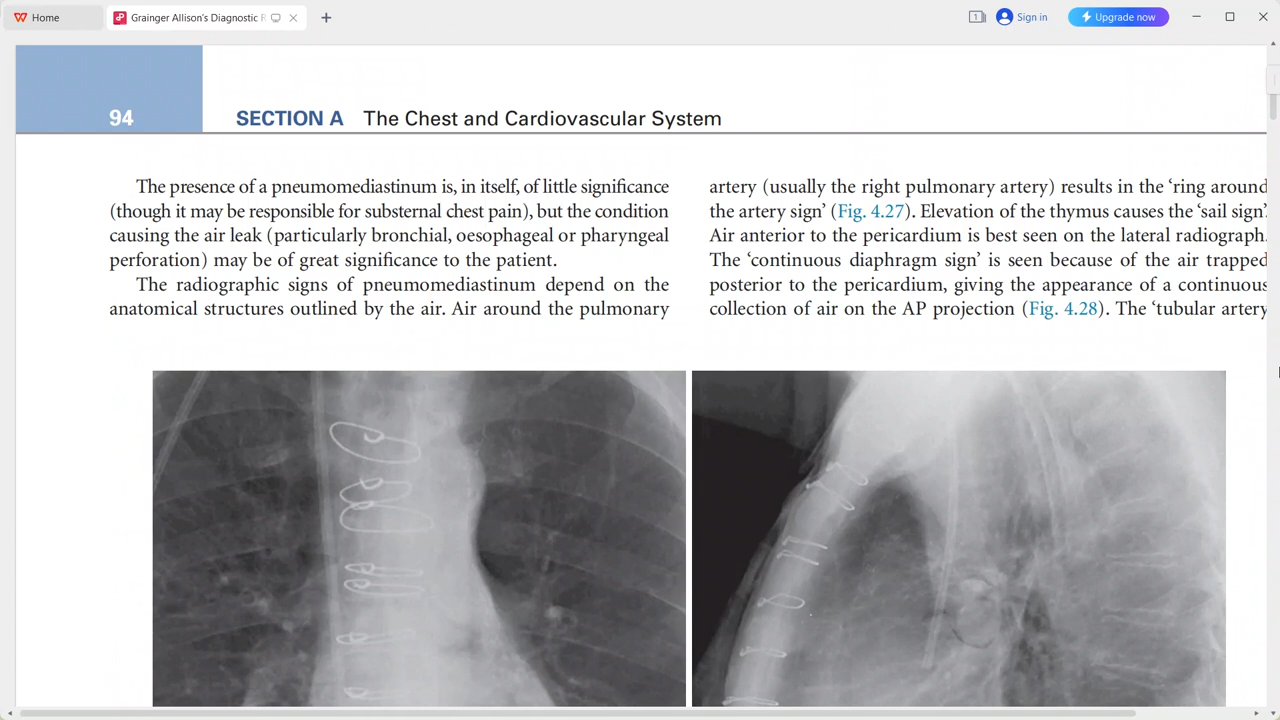 Home
Grainger Allison's Diagnostic
1
Sign in
Upgrade now
94
SECTION A The Chest and Cardiovascular System
The presence of a pneumomediastinum is, in itself, of little significance
(though it may be responsible for substernal chest pain), but the condition
causing the air leak (particularly bronchial, oesophageal or pharyngeal
perforation) may be of great significance to the patient.
The radiographic signs of pneumomediastinum depend on the
anatomical structures outlined by the air. Air around the pulmonary
artery (usually the right pulmonary artery) results in the ‘ring around
the artery sign’ (Fig. 4.27). Elevation of the thymus causes the ‘sail sign’.
Air anterior to the pericardium is best seen on the lateral radiograph.
The ‘continuous diaphragm sign’ is seen because of the air trapped
posterior to the pericardium, giving the appearance of a continuous
collection of air on the AP projection (Fig. 4.28). The ‘tubular artery